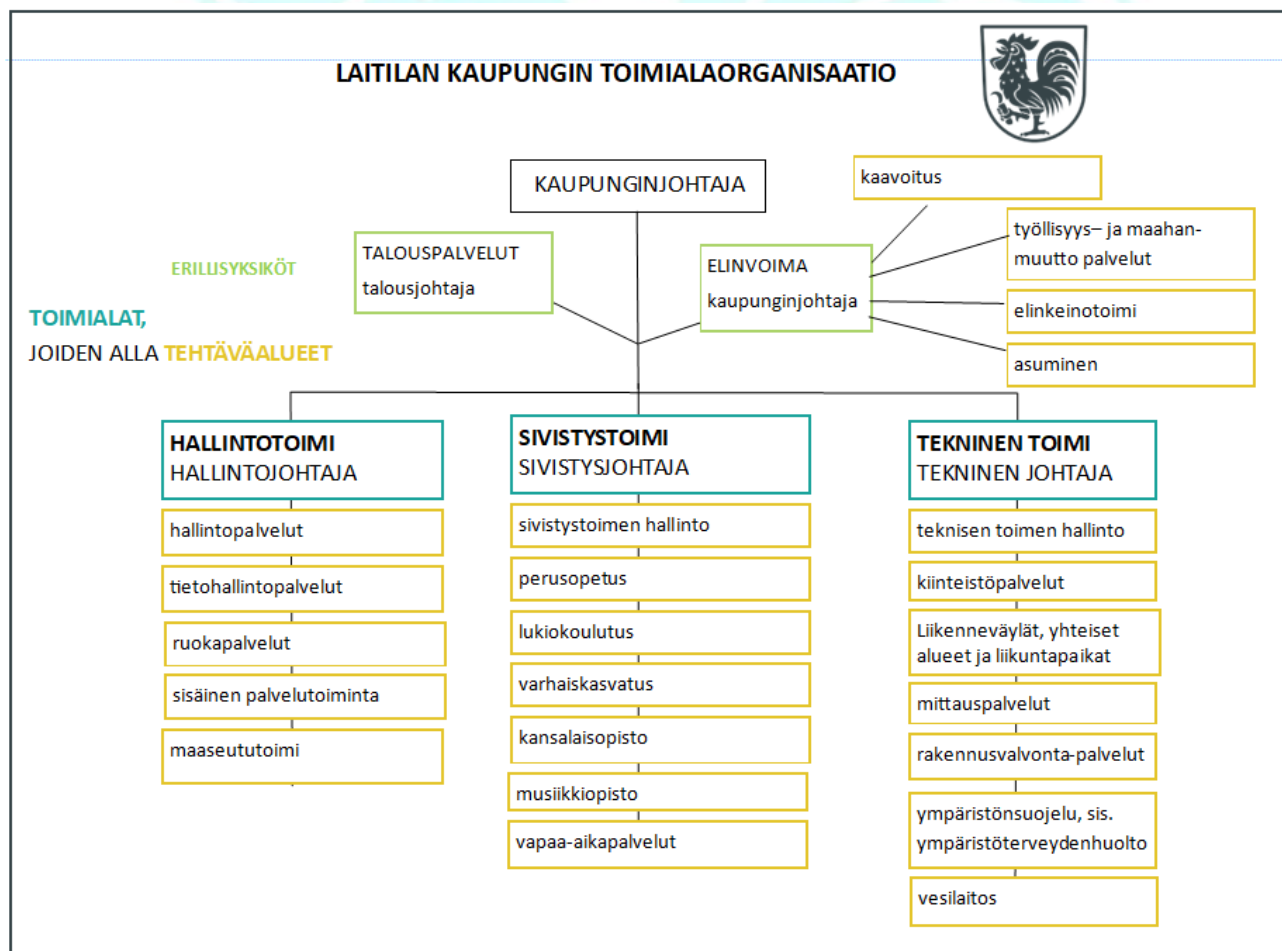 LAITILAN KAUPUNGIN TOIMIALAORGANISAATIO
KAUPUNGINJOHTAJA
kaavoitus
työllisyys– ja maahan-
muutto palvelut
elinkeinotoimi
asuminen
ERILLISYKSIKÖT
TALOUSPALVELUT
talousjohtaja
ELINVOIMA
kaupunginjohtaja
TOIMIALAT,
JOIDEN ALLA TEHTÄVÄALUEET
HALLINTOTOIMI
HALLINTOJOHTAJA
hallintopalvelut
tietohallintopalvelut
ruokapalvelut
sisäinen palvelutoiminta
maaseututoimi
SIVISTYSTOIMI
SIVISTYSJOHTAJA
sivistystoimen hallinto
perusopetus
lukiokoulutus
varhaiskasvatus
kansalaisopisto
musiikkiopisto
vapaa-aikapalvelut
TEKNINEN TOIMI
TEKNINEN JOHTAJA
teknisen toimen hallinto
kiinteistöpalvelut
Liikenneväylät, yhteiset
alueet ja liikuntapaikat
mittauspalvelut
rakennusvalvonta-palvelut
ympäristönsuojelu, sis.
ympäristöterveydenhuolto
vesilaitos